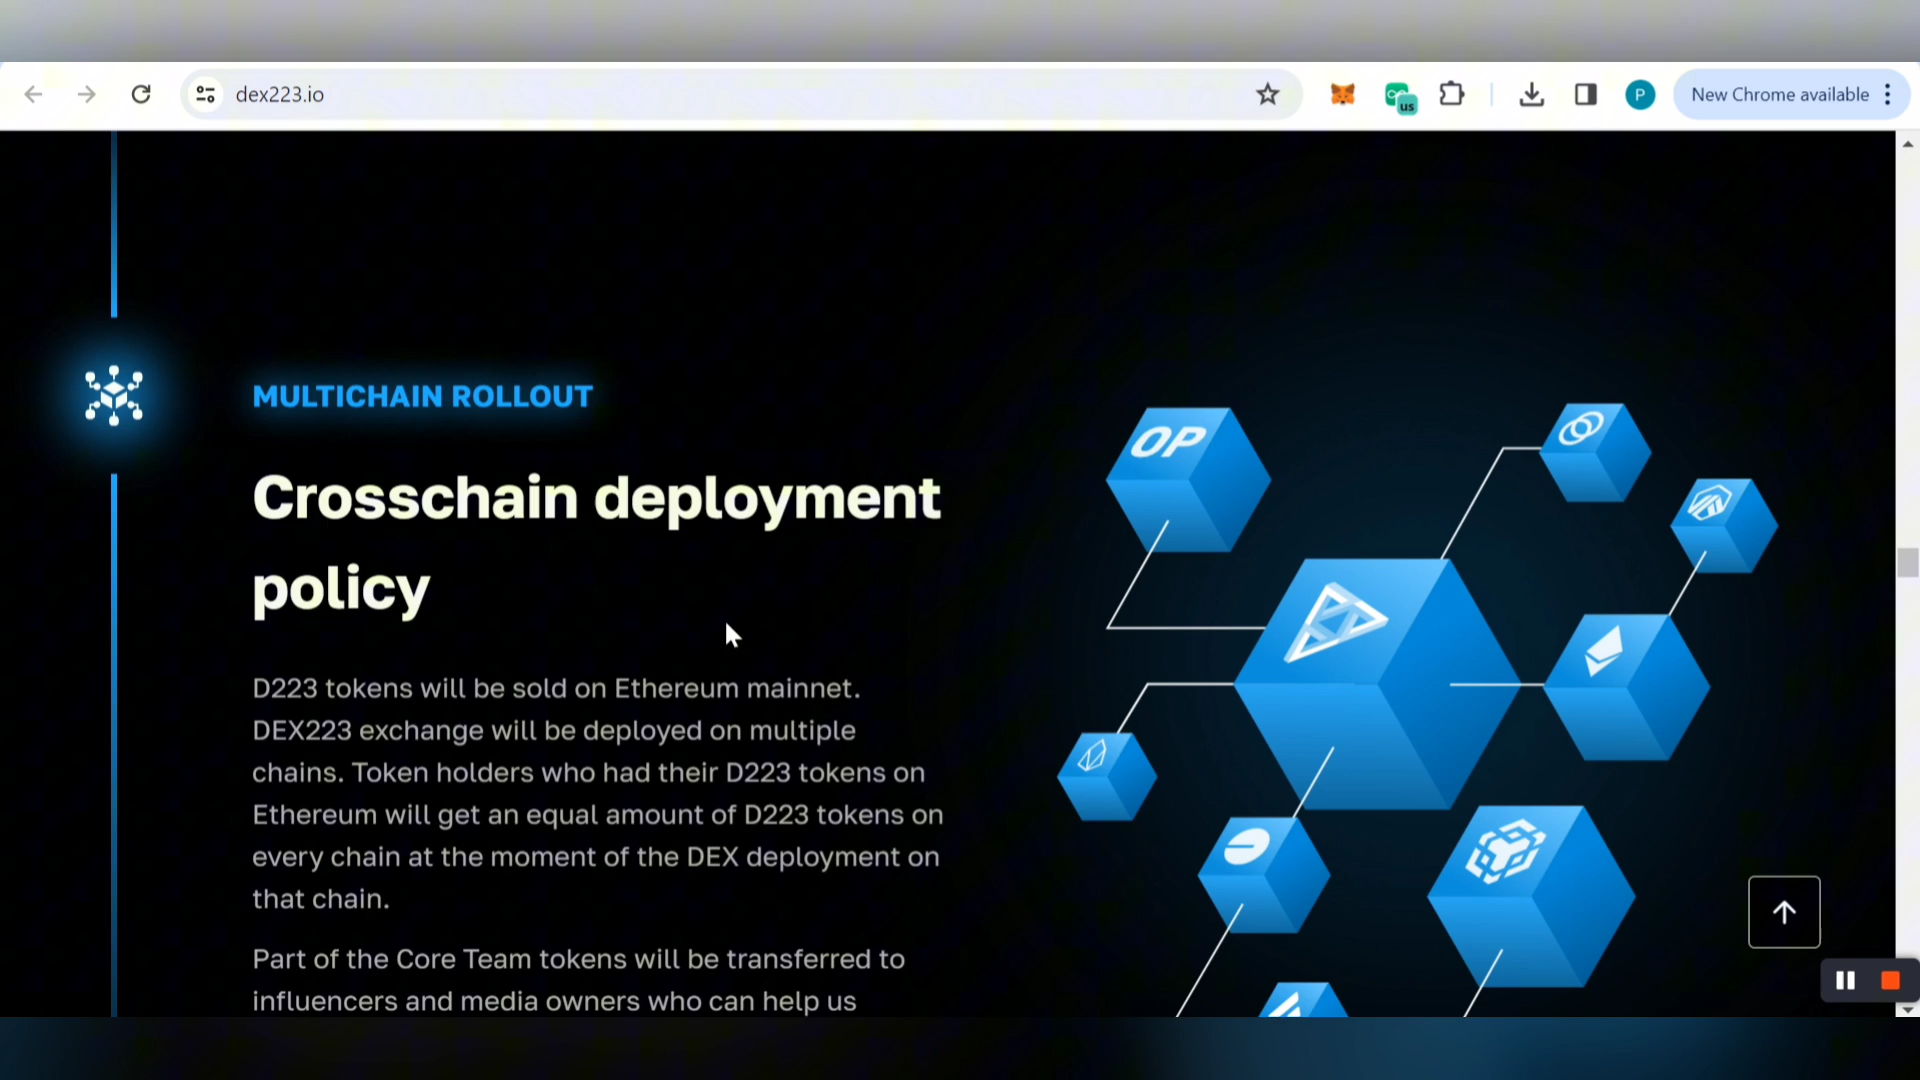 dex223.io
us
P
New Chrome available
MULTICHAIN ROLLOUT
Crosschain deployment
policy
D223 tokens will be sold on Ethereum mainnet.
DEX223 exchange will be deployed on multiple
chains. Token holders who had their D223 tokens on
Ethereum will get an equal amount of D223 tokens on
every chain at the moment of the DEX deployment on
that chain.
Part of the Core Team tokens will be transferred to
influencers and media owners who can help us
OP